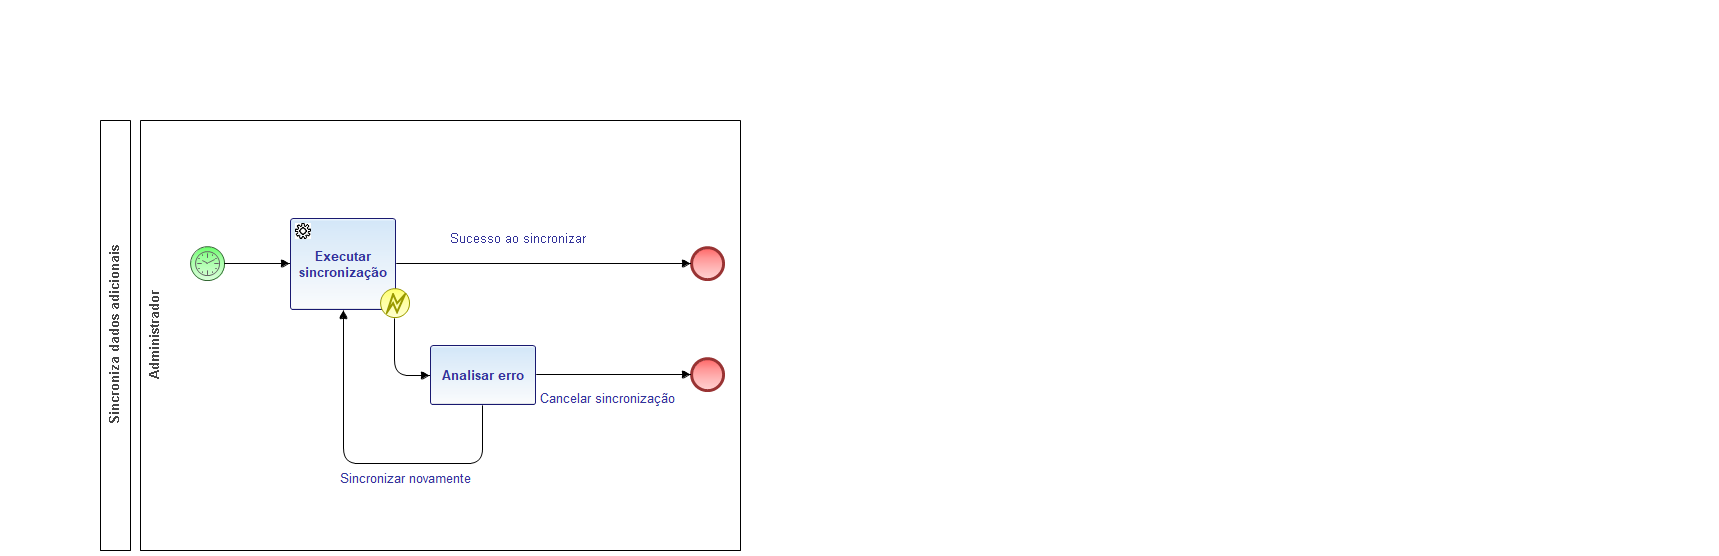 Sincroniza dados adicionais
Administrador
Executar
sincronização
Sucesso ao sincronizar
Analisar erro
Cancelar sincronização
Sincronizar novamente